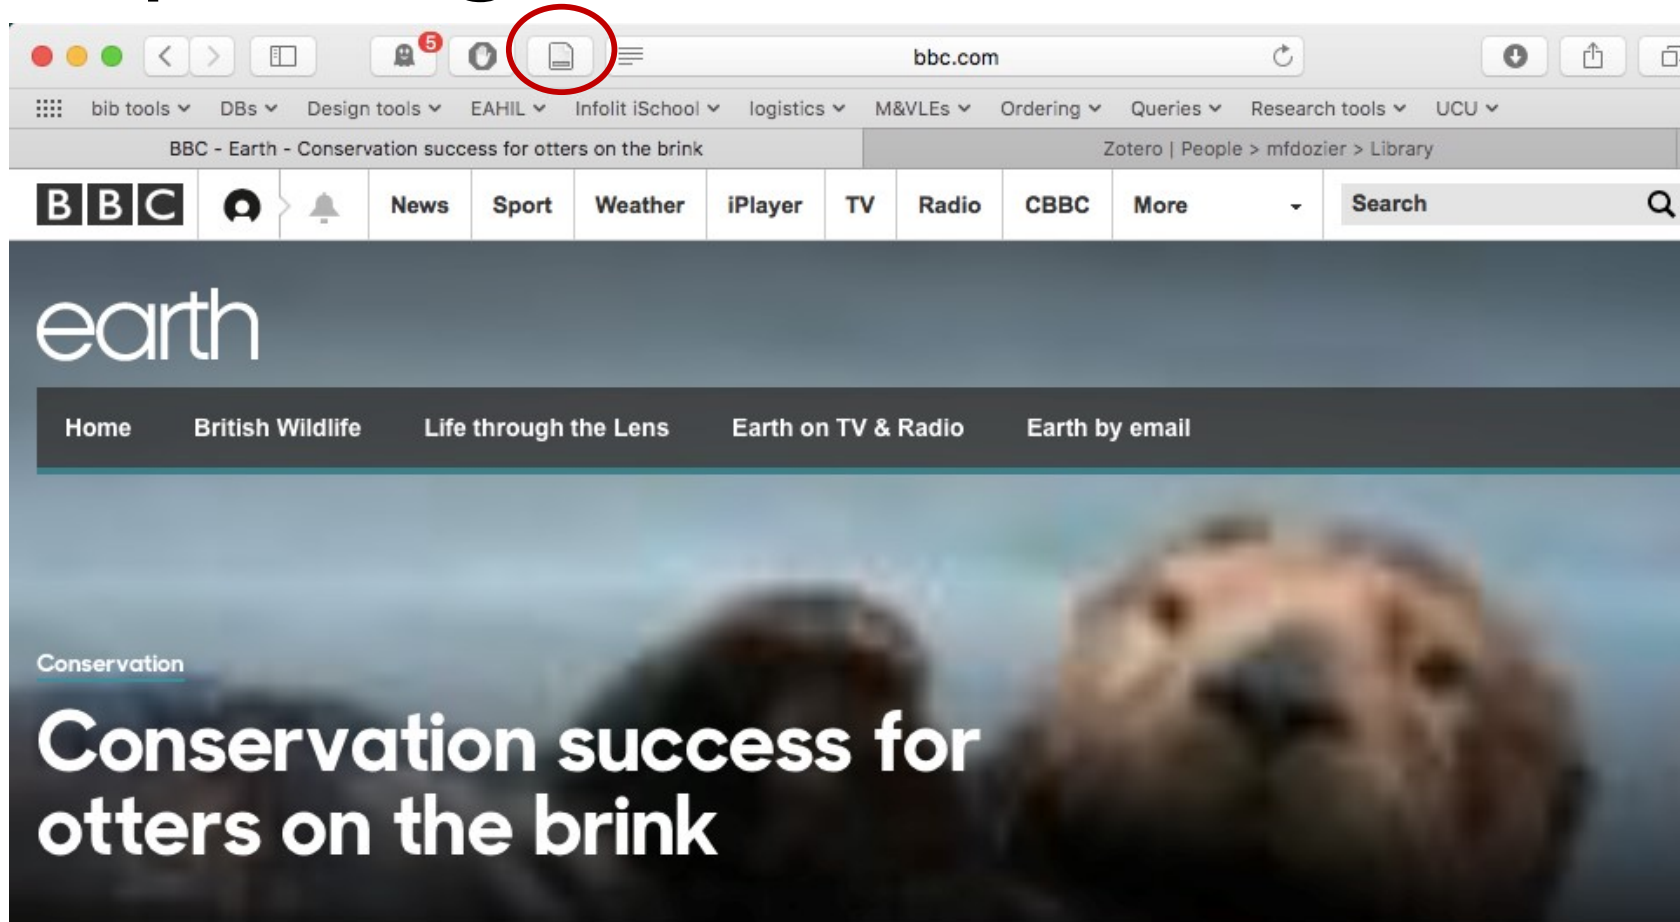 5
bbc.com
bib tools DBs Design tools EAHIL Infolit iSchool logistics M&VLEs Ordering Queries Research tools UCU
BBC - Earth - Conservation success for otters on the brink Zotero | People > mfdozier > Library
BBC News Sport Weather iPlayer TV Radio CBBC More Search
earth
Home British Wildlife Life through the Lens Earth on TV & Radio Earth by email
Conservation
Conservation success for
otters on the brink